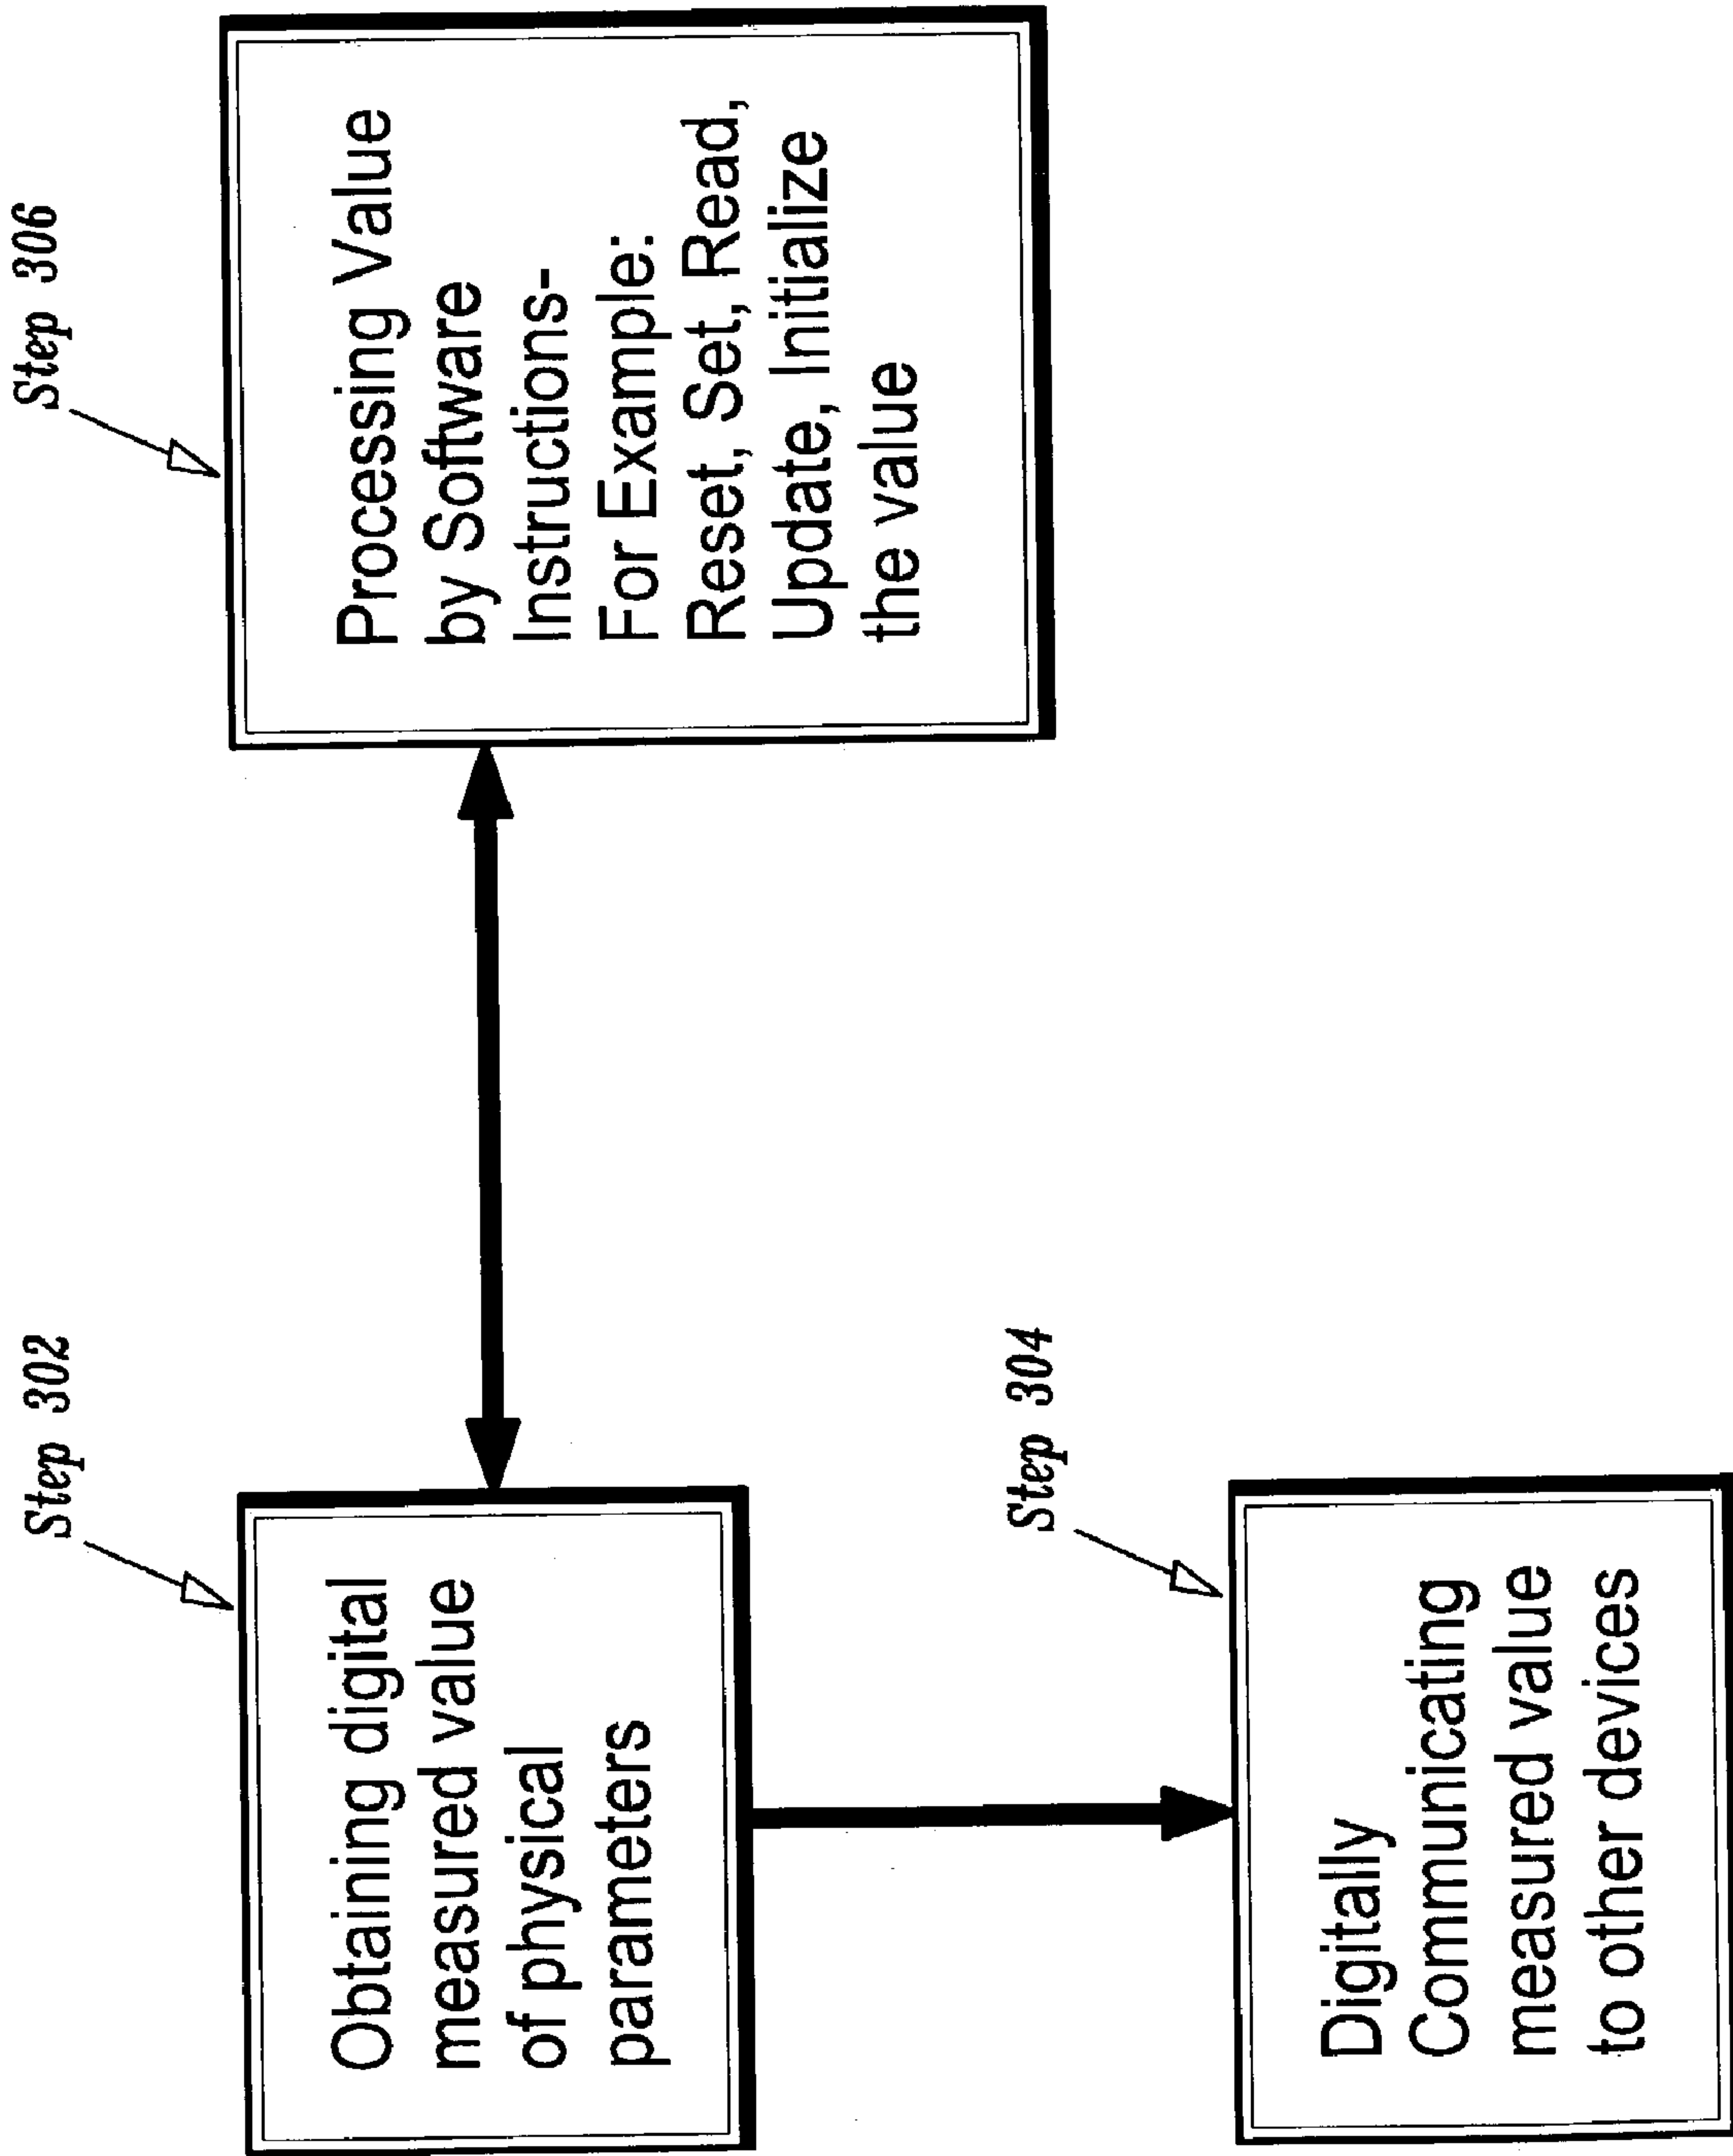 Step 302
Obtaining digital
measured value
of physical
parameters
Step 306
Processing Value
by Software
Instructions-
For Example:
Reset, Set, Read,
Update, Initialize
the value
Step 304
Digitally
Communicating
measured value
to other devices